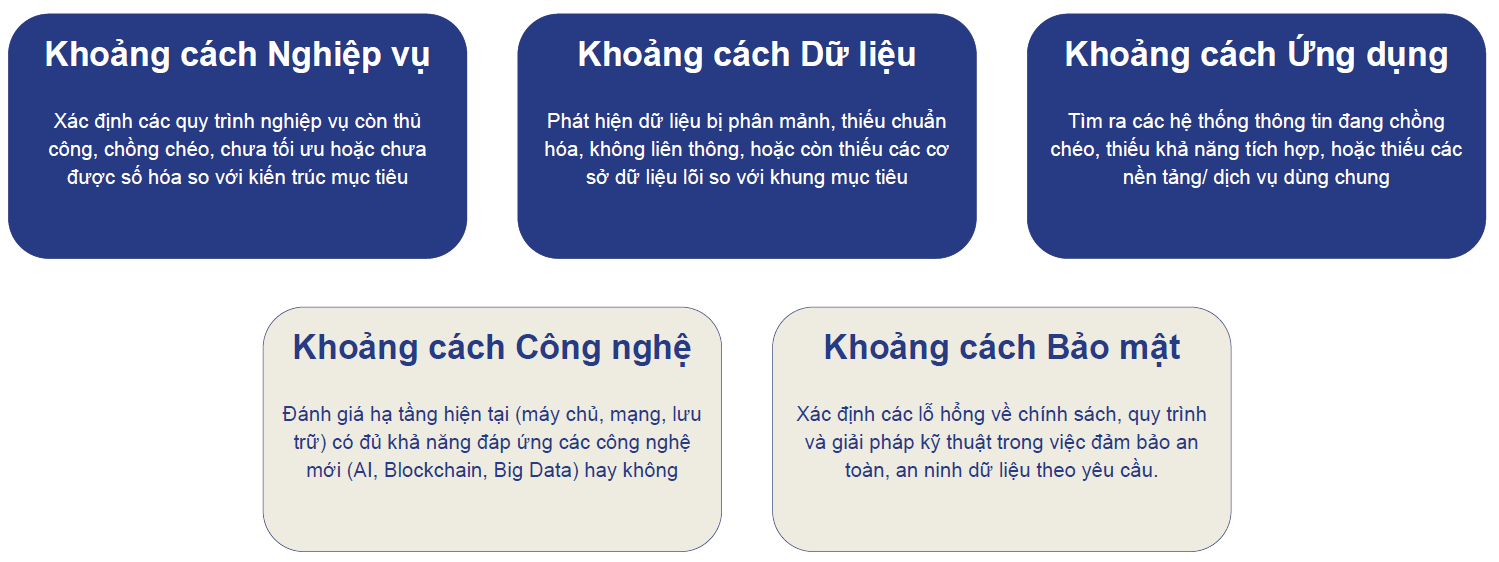 Khoảng cách Nghiệp vụ
Xác định các quy trình nghiệp vụ còn thủ
công, chồng chéo, chưa tối ưu hoặc chưa
được số hóa so với kiến trúc mục tiêu
Khoảng cách Dữ liệu
Phát hiện dữ liệu bị phân mảnh, thiếu chuẩn
hóa, không liên thông, hoặc còn thiếu các cơ
sở dữ liệu lõi so với khung mục tiêu
Khoảng cách Ứng dụng
Tìm ra các hệ thống thông tin đang chồng
chéo, thiếu khả năng tích hợp, hoặc thiếu các
nền tảng/ dịch vụ dùng chung
Khoảng cách Công nghệ
Đánh giá hạ tầng hiện tại (máy chủ, mạng, lưu
trữ) có đủ khả năng đáp ứng các công nghệ
mới (AI, Blockchain, Big Data) hay không
Khoảng cách Bảo mật
Xác định các lỗ hổng về chính sách, quy trình
và giải pháp kỹ thuật trong việc đảm bảo an
toàn, an ninh dữ liệu theo yêu cầu.